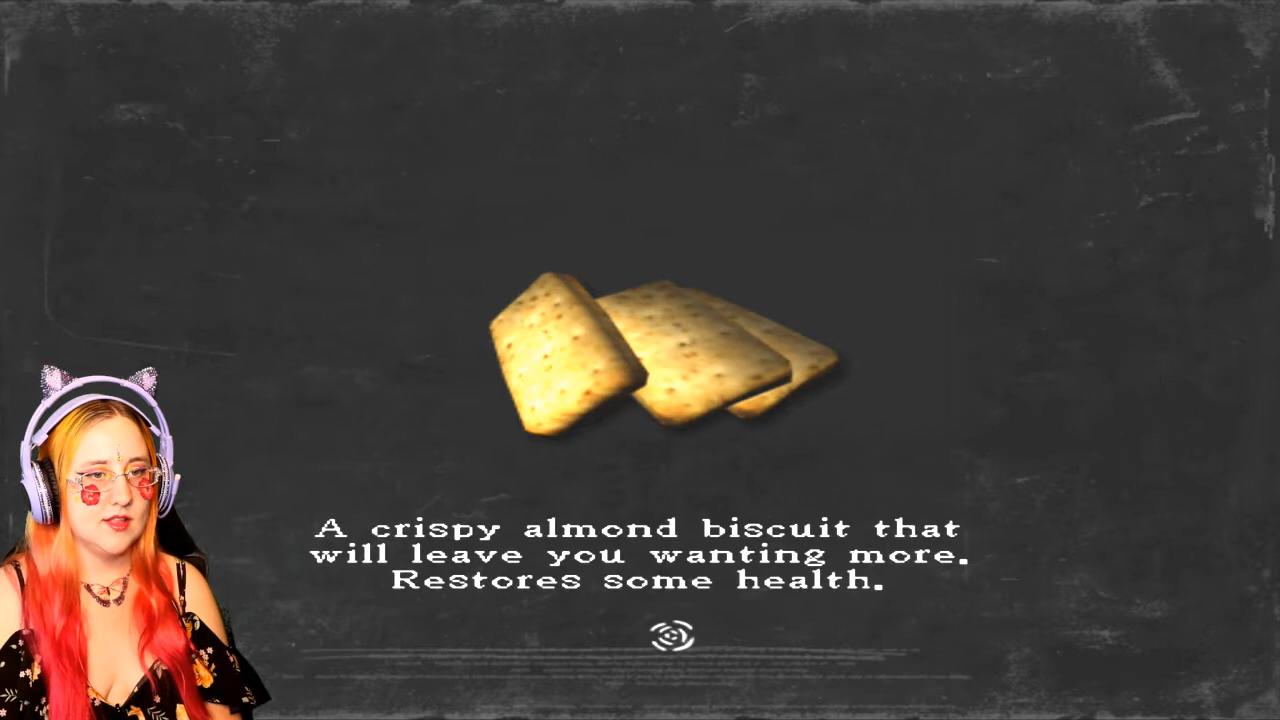 A crispy almond biscuit that
will leave you wanting more.
Restores some health.